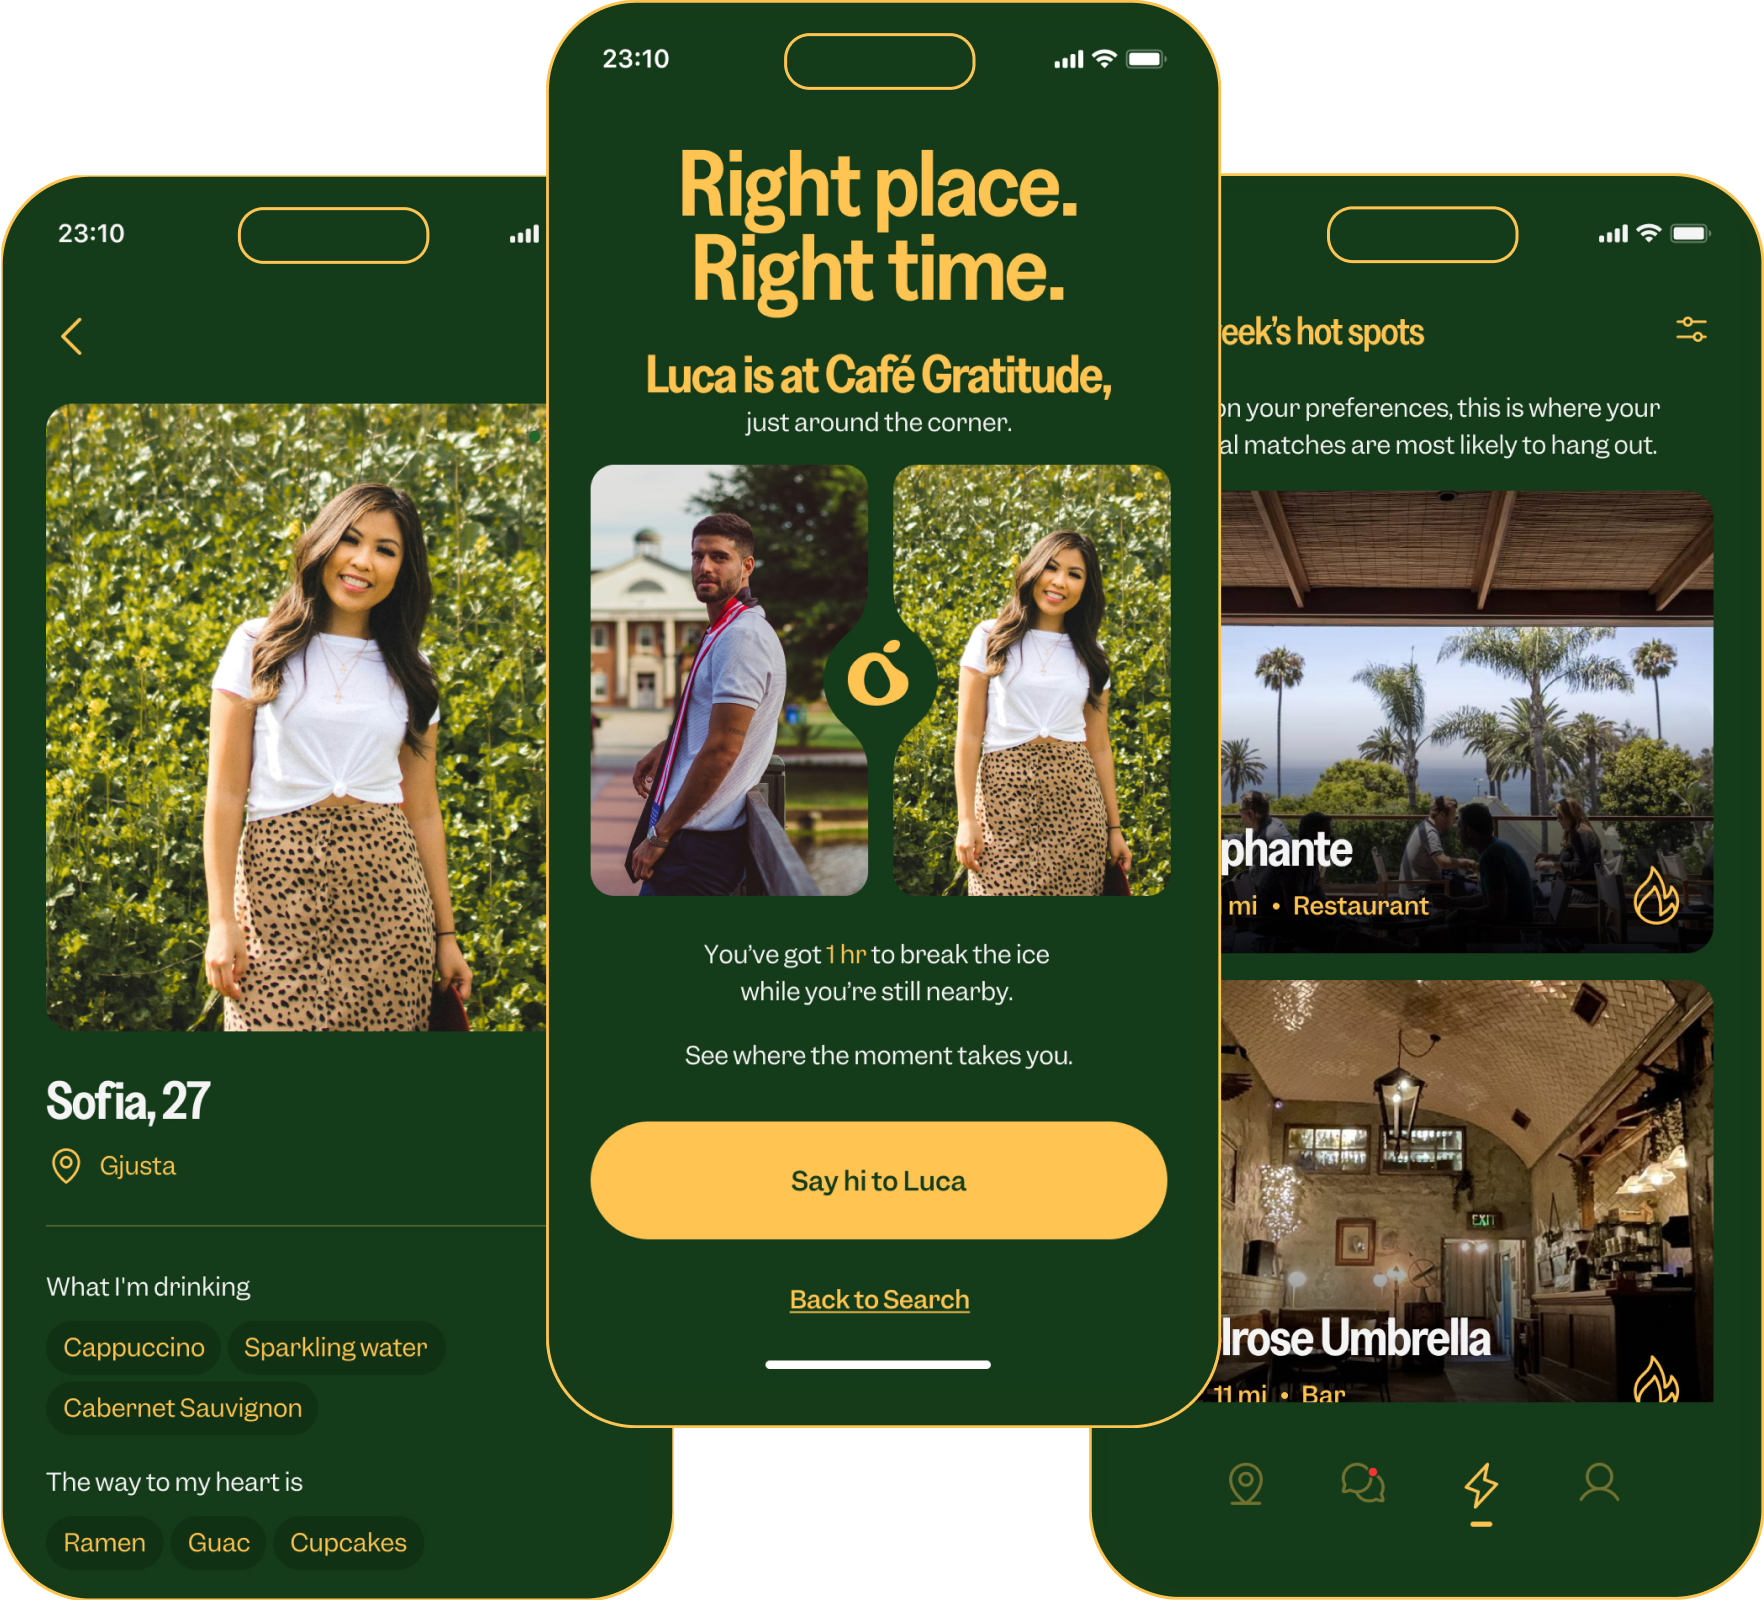 23:10
Sofia, 27
Gjusta
What I'm drinking
Cappuccino
Sparkling water
Cabernet Sauvignon
The way to my heart is
Ramen
Guac
Cupcakes
23:10
Right place.
Right time.
Luca is at Café Gratitude,
just around the corner.
You've got 1 hr to break the ice
while you're still nearby.
See where the moment takes you.
Say hi to Luca
Back to Search
eek's hot spots
on your preferences, this is where your
al matches are most likely to hang out.
phante
mi • Restaurant
EXIT
lrose Umbrella
11 mi • Bar